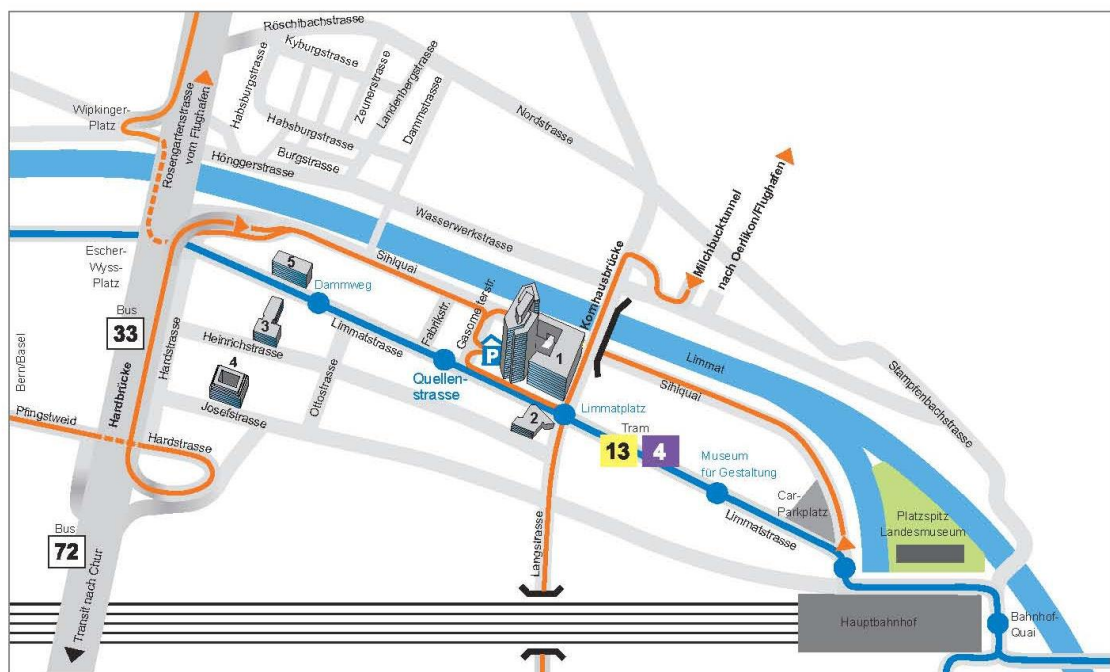 Röschlbachstrasse
Kyburgstrasse
Habsburgstrasse
Zeunerstrasse
Landenbergstrasse
Dammstrasse
Nordstrasse
Wipkinger-
Platz
Rosengartenstrasse
vom Flughafen
Habsburgstrasse
Burgstrasse
Hönggerstrasse
Wasserwerkstrasse
Milchbucktunnel
nach Oerlikon/Flughafen
Escher-
Wyss-
Platz
5
Dammweg
Sihlquai
Kornhausbrücke
Bus
33
3
Limmatstrasse
Fabrikstr.
Gasometerstr.
P
1
Limmat
Bern/Basel
Hardbrücke
Hardstrasse
Heinrichstrasse
4
Ottostrasse
Quellen-
strasse
Sihlquai
Stampfenbachstrasse
Josefstrasse
2
Limmatplatz
Tram
13
4
Pfingstweid
Hardstrasse
Museum
für Gestaltung
Car-
Parkplatz
Limmatstrasse
Platzspitz
Landesmuseum
Bus
72
Langstrasse
Transit nach Chur
Hauptbahnhof
Bahnhof-
Quai